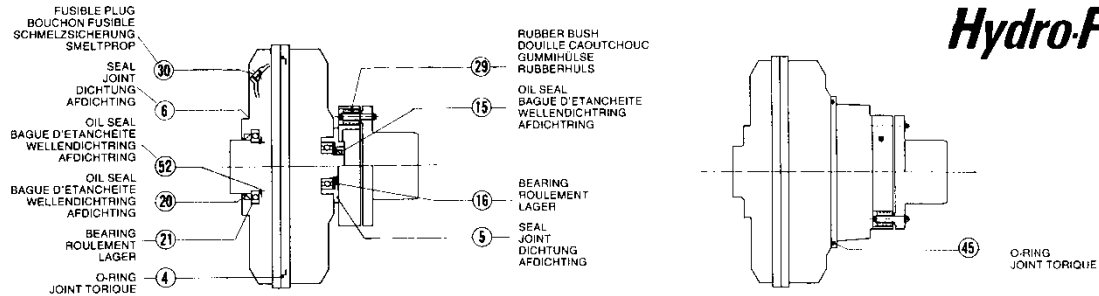 FUSIBLE PLUG
BOUCHON FUSIBLE
SCHMELZSICHERUNG
SMELTPROP
30
SEAL
JOINT
DICHTUNG
AFDICHTING
6
OIL SEAL
BAGUE D'ETANCHEITE
WELLENDICHTRING
AFDICHTRING
52
OIL SEAL
BAGUE D'ETANCHEITE
WELLENDICHTRING
AFDICHTING
20
BEARING
ROULEMENT
LAGER
21
O-RING
JOINT TORIQUE
4
RUBBER BUSH
DOUILLE CAOUTCHOUC
GUMMIHÜLSE
RUBBERHULS
29
OIL SEAL
BAGUE D'ETANCHEITE
WELLENDICHTRING
AFDICHTRING
15
BEARING
ROULEMENT
LAGER
16
SEAL
JOINT
DICHTUNG
AFDICHTING
5
Hydro-F
45
O-RING
JOINT TORIQUE